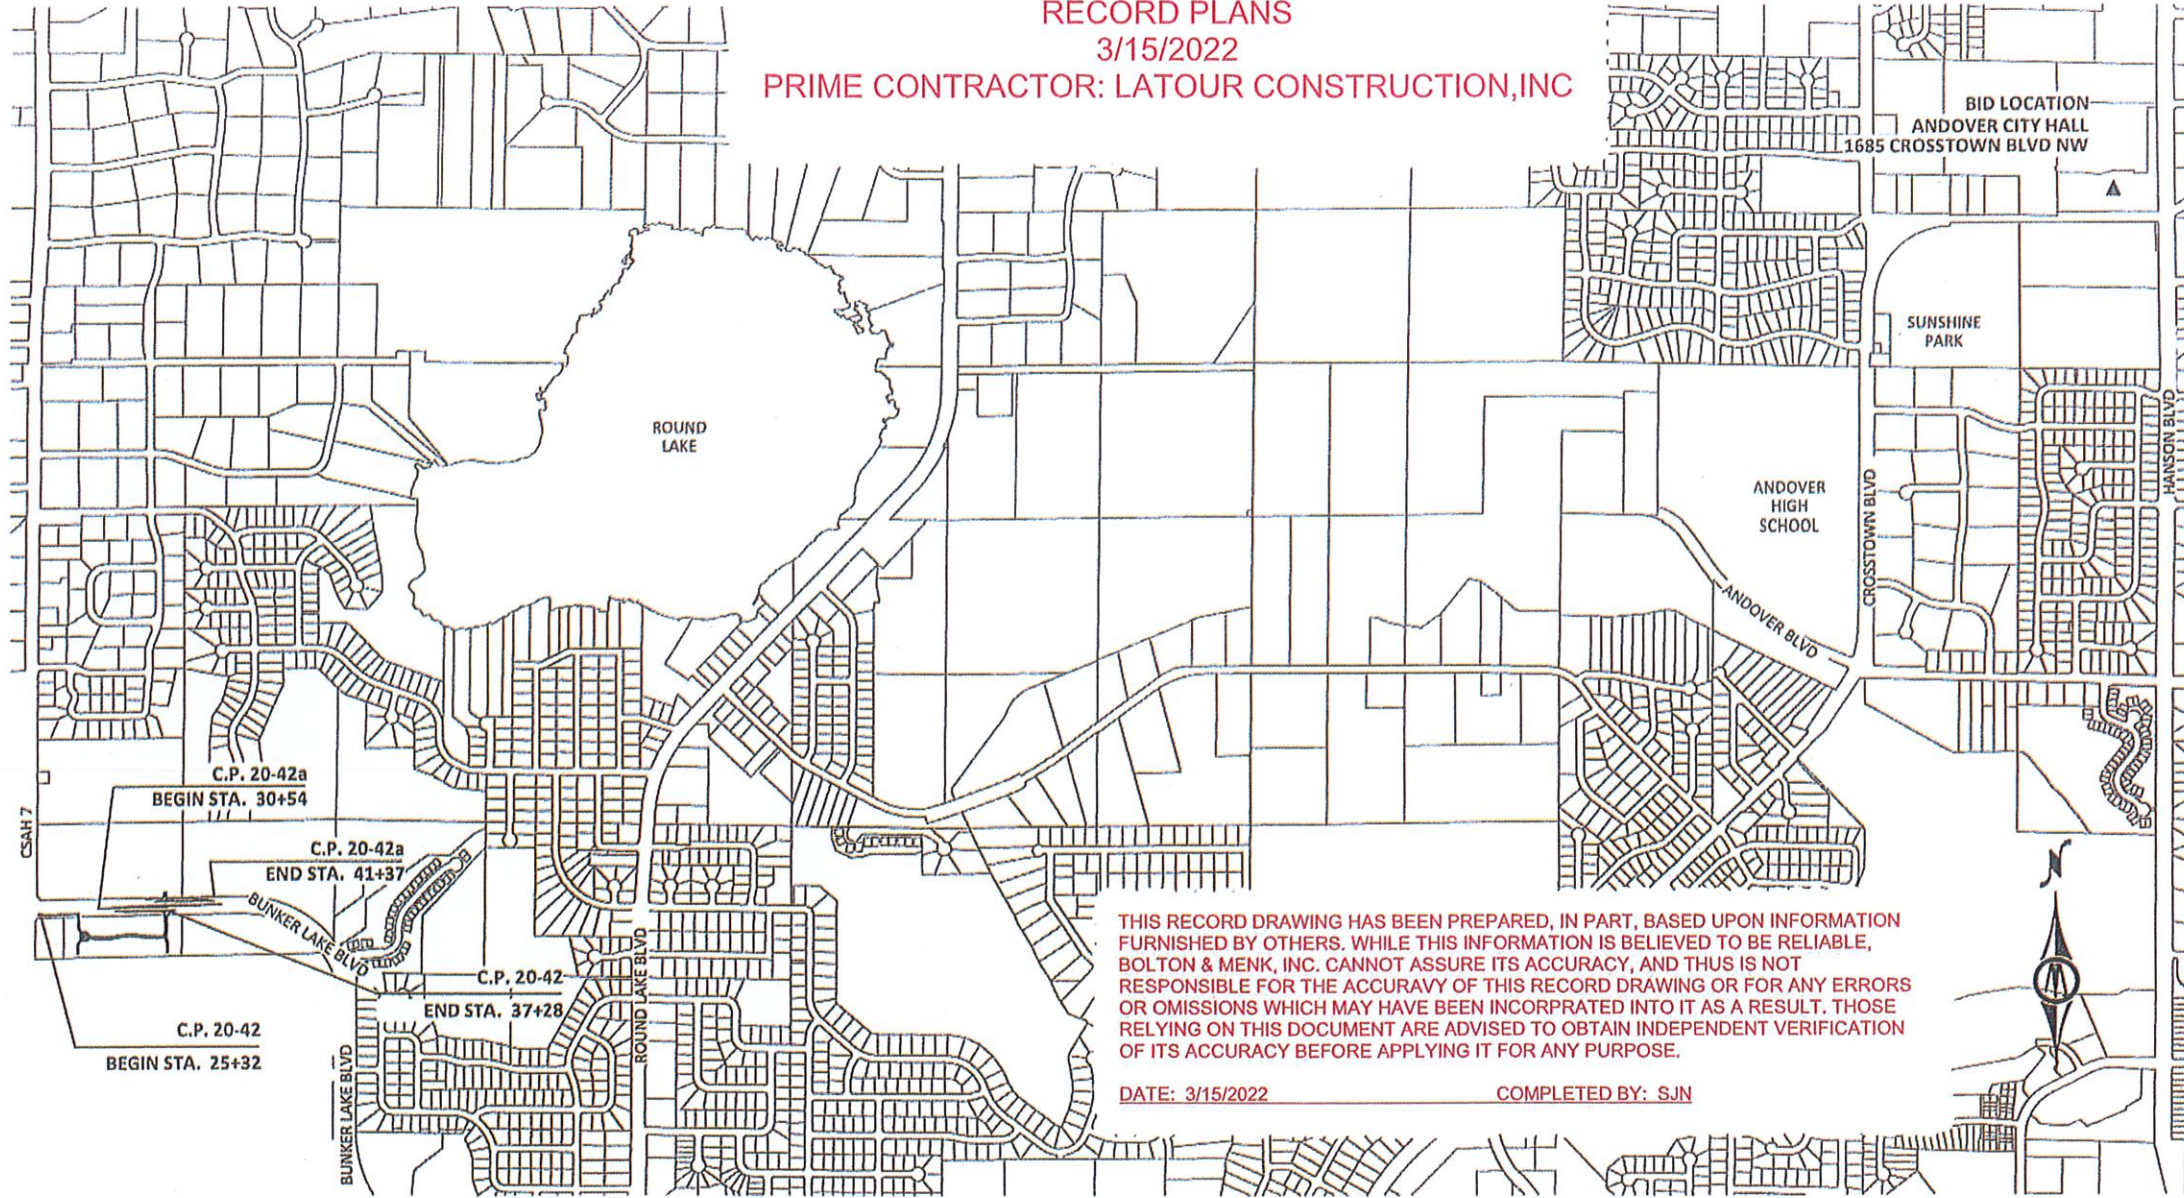 RECORD PLANS
3/15/2022
PRIME CONTRACTOR: LATOUR CONSTRUCTION,INC
BID LOCATION
ANDOVER CITY HALL
1685 CROSSTOWN BLVD NW
SUNSHINE
PARK
HANSON BLVD
ROUND
LAKE
ANDOVER
HIGH
SCHOOL
CROSSTOWN BLVD
ANDOVER BLVD
C.P. 20-42a
BEGIN STA. 30+54
CSAH 7
C.P. 20-42a
END STA. 41+37
BUNKER LAKE BLVD
C.P. 20-42
END STA. 37+28
ROUND LAKE BLVD
C.P. 20-42
BEGIN STA. 25+32
BUNKER LAKE BLVD
N
THIS RECORD DRAWING HAS BEEN PREPARED, IN PART, BASED UPON INFORMATION
FURNISHED BY OTHERS. WHILE THIS INFORMATION IS BELIEVED TO BE RELIABLE,
BOLTON & MENK, INC. CANNOT ASSURE ITS ACCURACY, AND THUS IS NOT
RESPONSIBLE FOR THE ACCURAVY OF THIS RECORD DRAWING OR FOR ANY ERRORS
OR OMISSIONS WHICH MAY HAVE BEEN INCORPRATED INTO IT AS A RESULT. THOSE
RELYING ON THIS DOCUMENT ARE ADVISED TO OBTAIN INDEPENDENT VERIFICATION
OF ITS ACCURACY BEFORE APPLYING IT FOR ANY PURPOSE.
DATE: 3/15/2022 COMPLETED BY: SJN